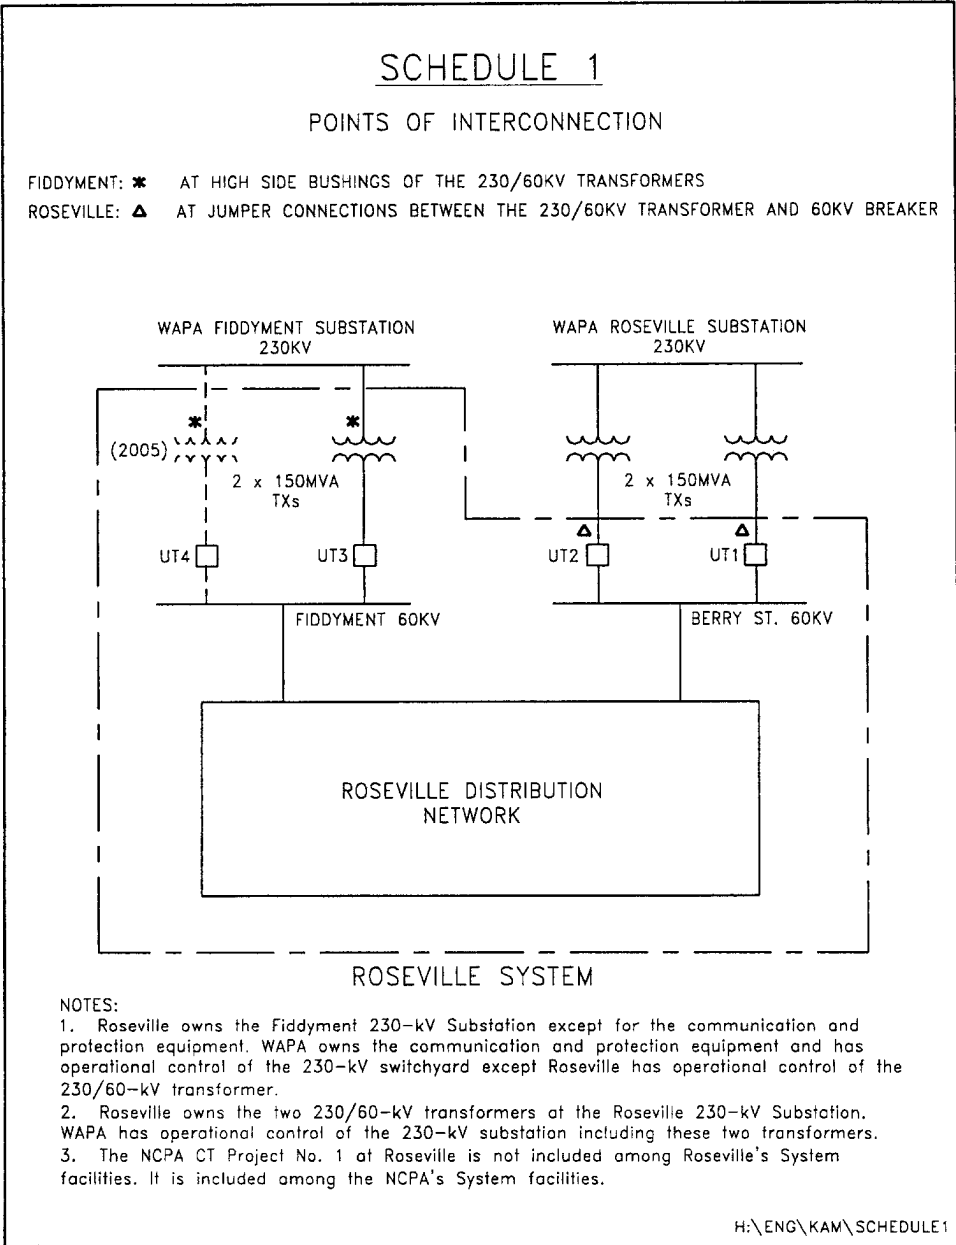 SCHEDULE 1
POINTS OF INTERCONNECTION
FIDDYMENT: * AT HIGH SIDE BUSHINGS OF THE 230/60KV TRANSFORMERS
ROSEVILLE: Δ AT JUMPER CONNECTIONS BETWEEN THE 230/60KV TRANSFORMER AND 60KV BREAKER
WAPA FIDDYMENT SUBSTATION
230KV
WAPA ROSEVILLE SUBSTATION
230KV
* *
(2005)
2 x 150MVA
TXs
2 x 150MVA
TXs
Δ Δ
UT4 UT3 UT2 UT1
FIDDYMENT 60KV
BERRY ST. 60KV
ROSEVILLE DISTRIBUTION
NETWORK
ROSEVILLE SYSTEM
NOTES:
1. Roseville owns the Fiddyment 230-kV Substation except for the communication and
protection equipment. WAPA owns the communication and protection equipment and has
operational control of the 230-kV switchyard except Roseville has operational control of the
230/60-kV transformer.
2. Roseville owns the two 230/60-kV transformers at the Roseville 230-kV Substation.
WAPA has operational control of the 230-kV substation including these two transformers.
3. The NCPA CT Project No. 1 at Roseville is not included among Roseville's System
facilities. It is included among the NCPA's System facilities.
H:\ENG\KAM\SCHEDULE1